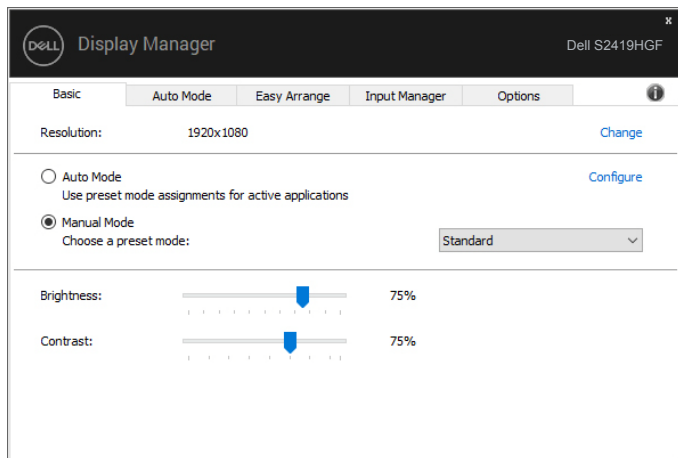 x
DELL Display Manager Dell S2419HGF
Basic Auto Mode Easy Arrange Input Manager Options i
Resolution: 1920x1080 Change
Auto Mode Configure
Use preset mode assignments for active applications
Manual Mode
Choose a preset mode: Standard
Brightness: 75%
Contrast: 75%